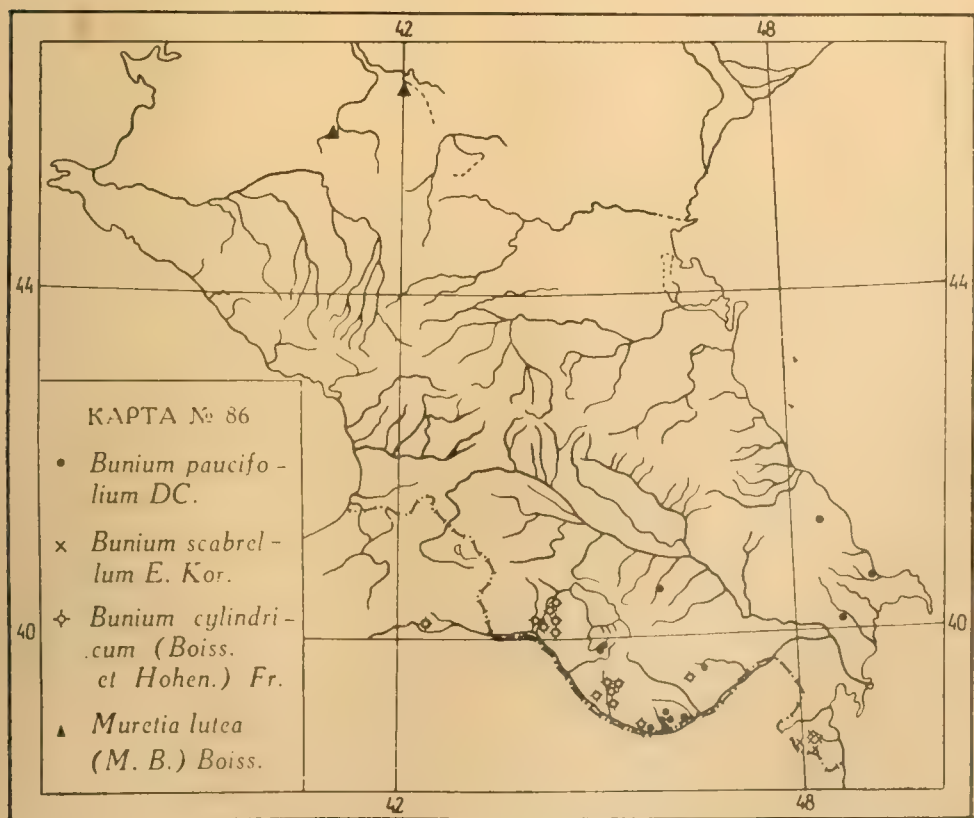 42 48
44 44
КАРТА № 86
Bunium paucifo-
lium DC.
Bunium scabrel-
lum E. Kor.
Bunium cylindri-
cum (Boiss.
et Hohen.) Fr.
Muretia lutea
(M. B.) Boiss.
40 40
42 48